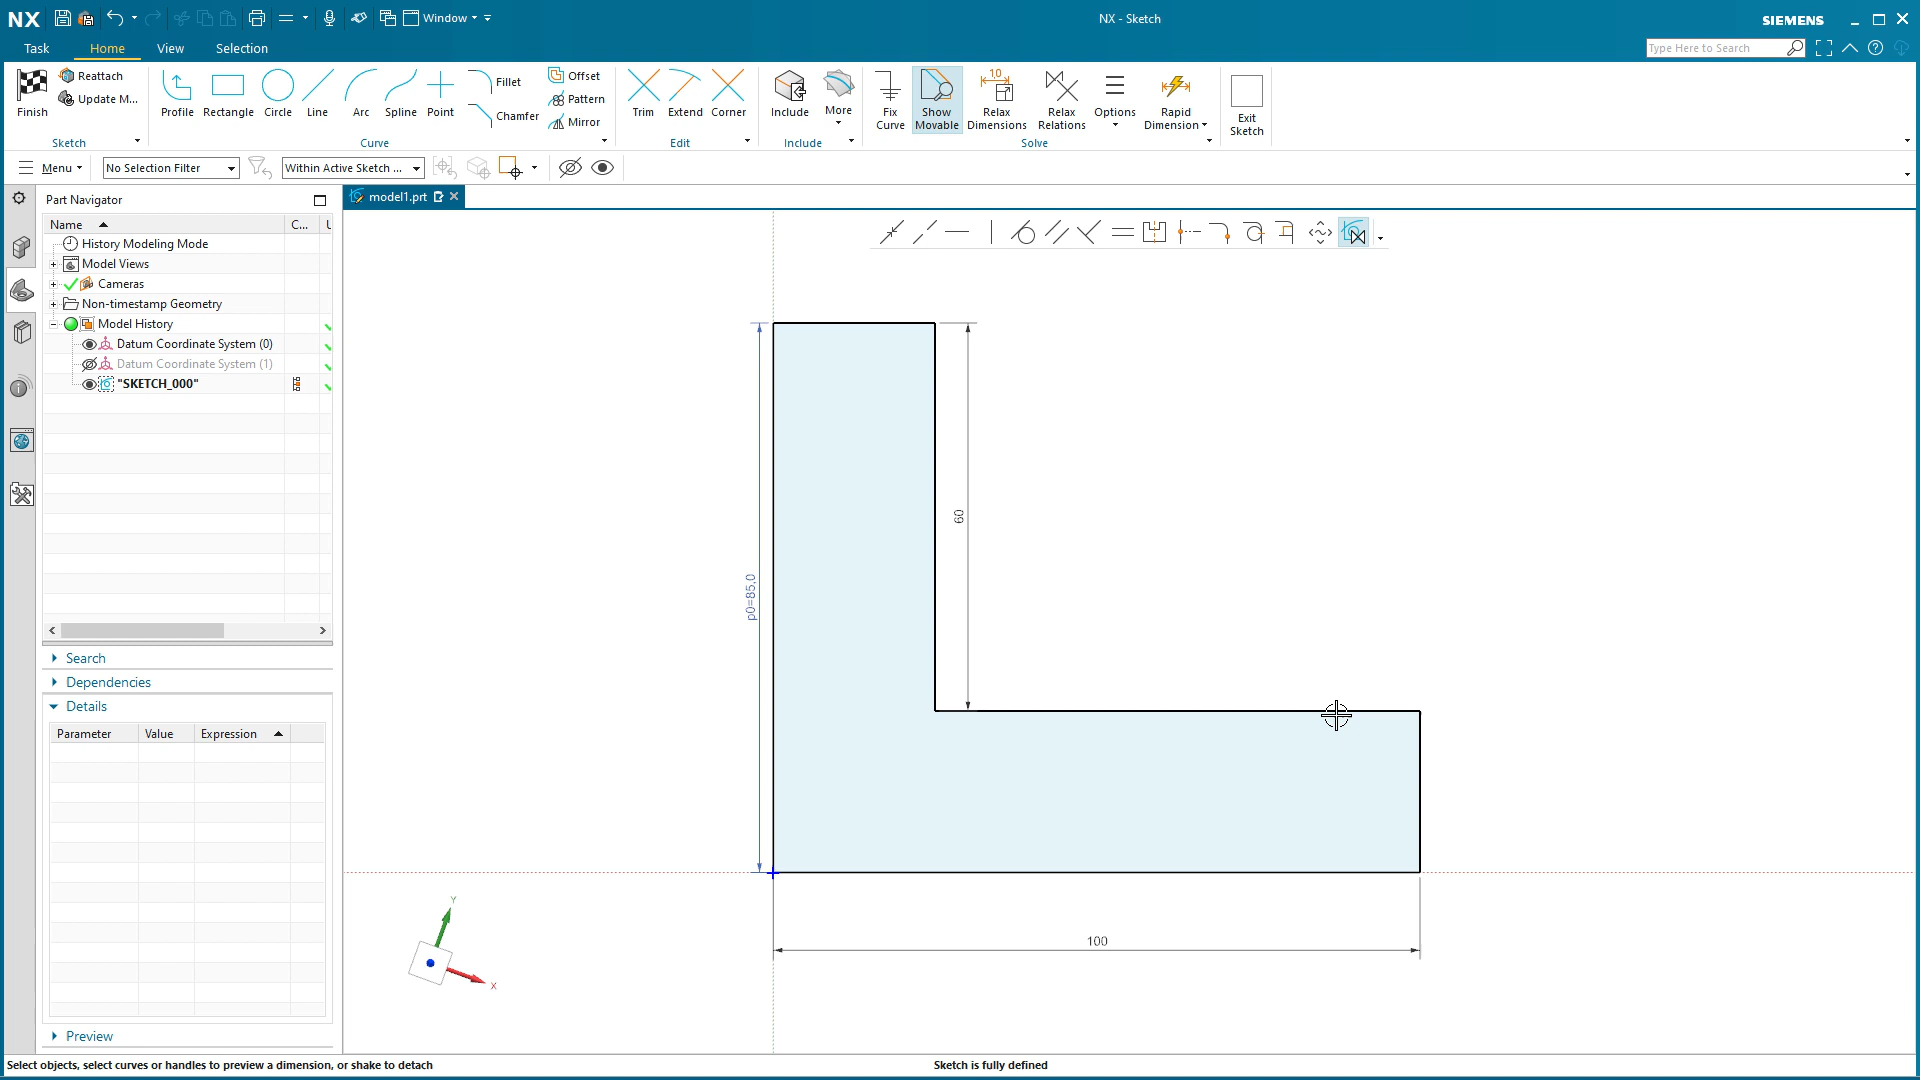 NX
Window
NX - Sketch
SIEMENS
Task
Home
View
Selection
Type Here to Search
Finish
Reattach
Update M...
Sketch
Profile
Rectangle
Circle
Line
Arc
Spline
Point
Fillet
Chamfer
Offset
Pattern
Mirror
Curve
Trim
Extend
Corner
Edit
Include
More
Include
Fix
Curve
Show
Movable
1,0
Relax
Dimensions
Relax
Relations
Options
Rapid
Dimension
Solve
Exit
Sketch
Menu
No Selection Filter
Within Active Sketch ...
Part Navigator
model1.prt
Name
C...
History Modeling Mode
Model Views
Cameras
Non-timestamp Geometry
Model History
Datum Coordinate System (0)
Datum Coordinate System (1)
"SKETCH_000"
Search
Dependencies
Details
Parameter
Value
Expression
Preview
60
p0=85,0
100
Y
X
Select objects, select curves or handles to preview a dimension, or shake to detach
Sketch is fully defined